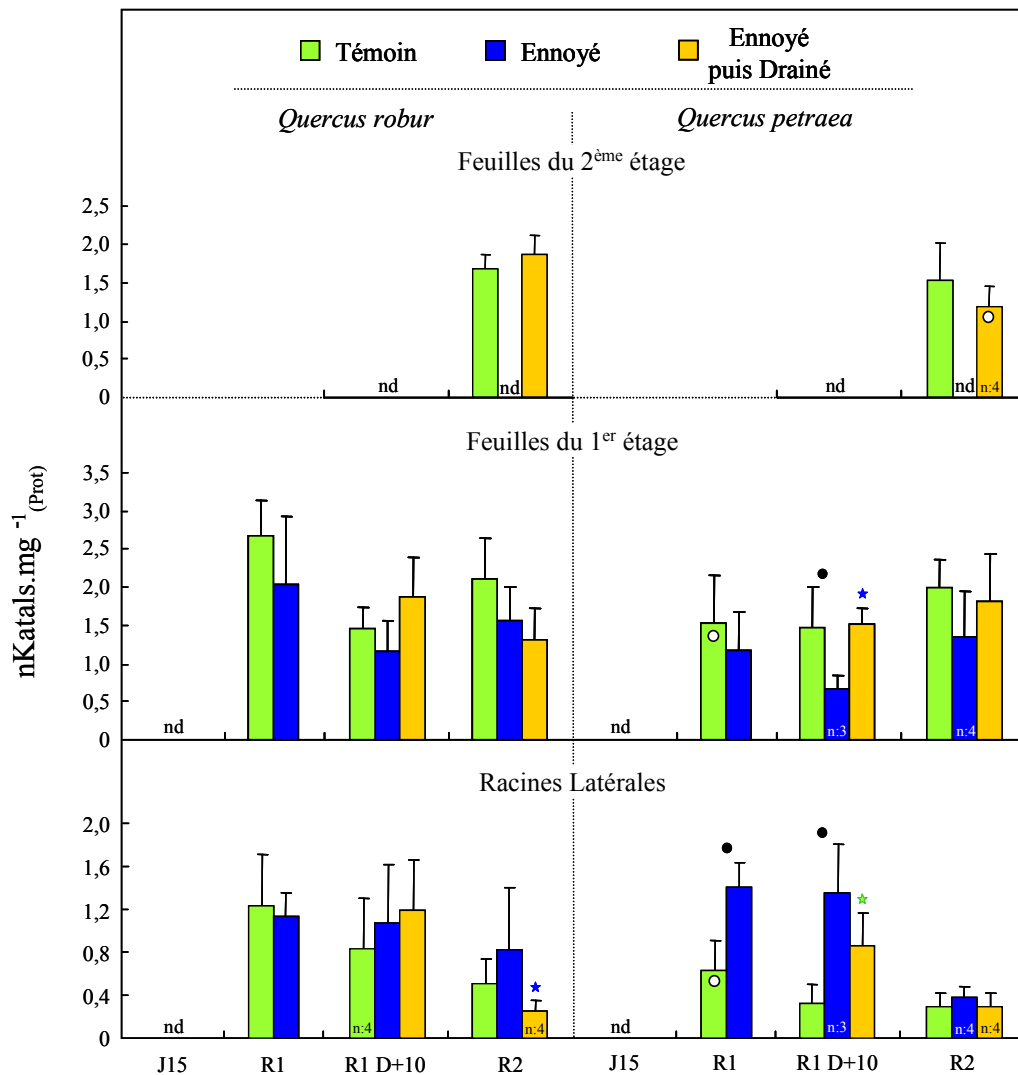 Témoin
Ennoyé
Ennoyé
puis Drainé
Quercus robur
Quercus petraea
Feuilles du 2ème étage
2,5
2,0
1,5
1,0
0,5
0
nd
nd
nd
nd
n:4
Feuilles du 1er étage
nKatals.mg -1 (Prot)
3,5
3,0
2,5
2,0
1,5
1,0
0,5
0
nd
nd
n:3
n:4
Racines Latérales
2,0
1,6
1,2
0,8
0,4
0
nd
n:4
n:4
nd
n:3
n:4
n:4
J15 R1 R1 D+10 R2 J15 R1 R1 D+10 R2